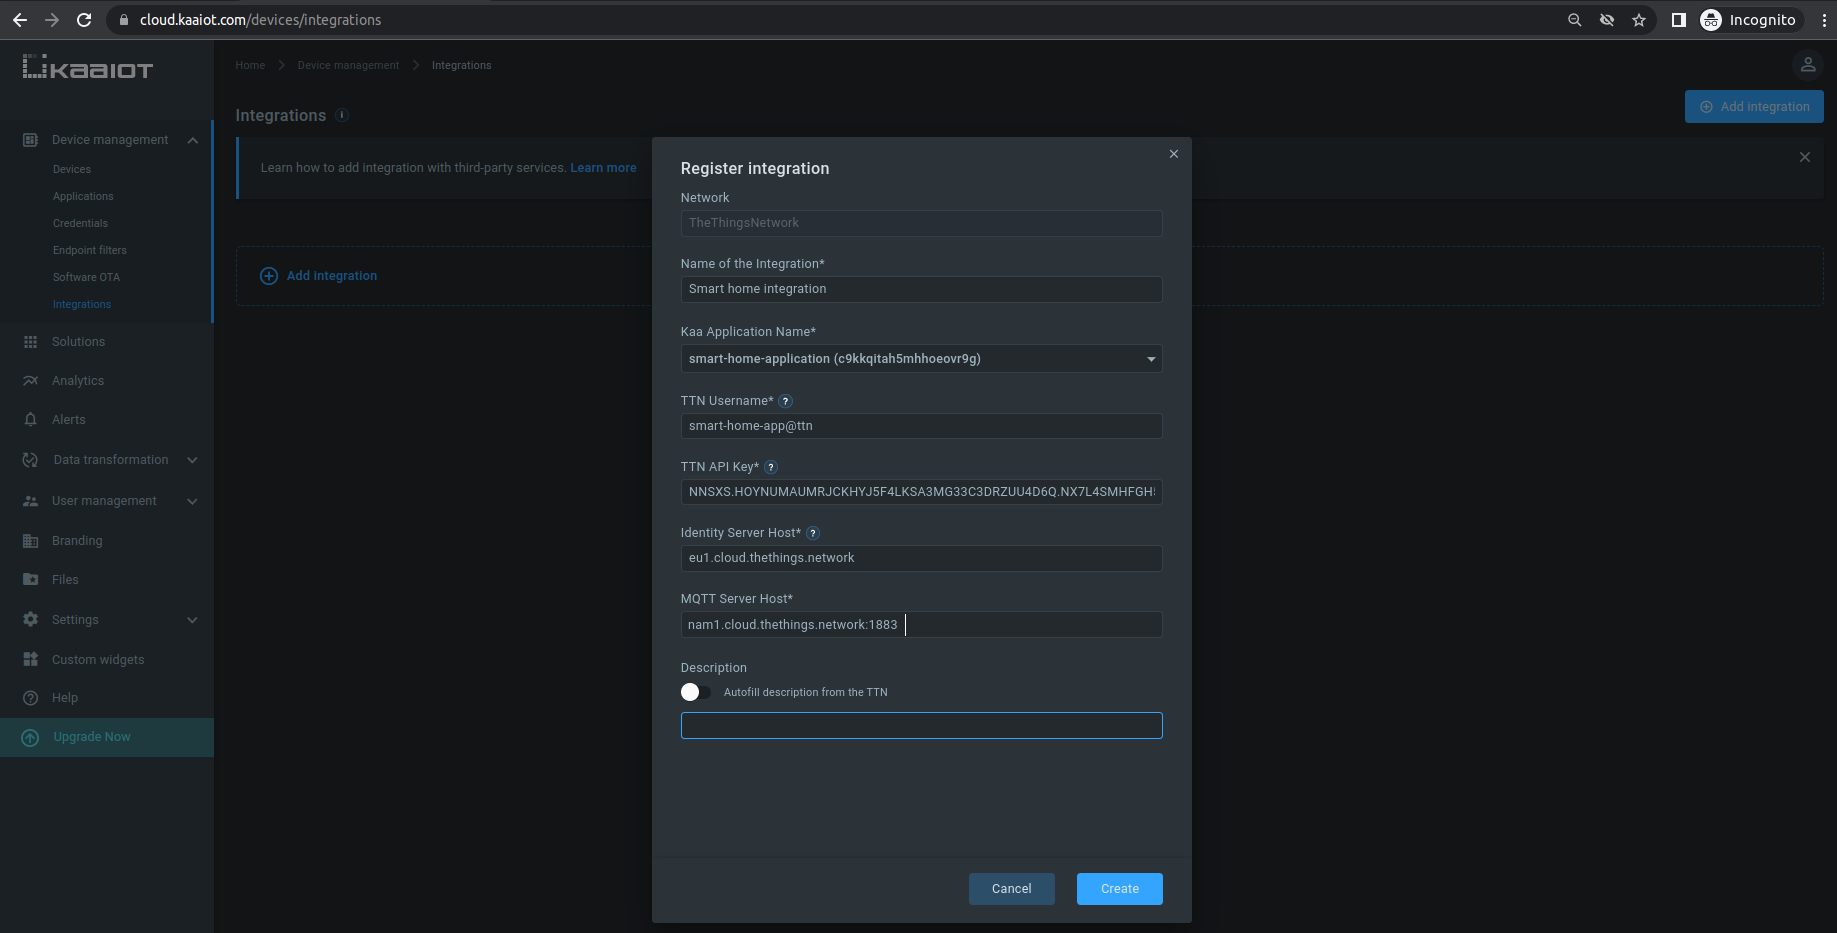 cloud.kaaiot.com/devices/integrations
Incognito
KaaIoT
Home
Device management
Integrations
Integrations
Add integration
Device management
Devices
Applications
Credentials
Endpoint filters
Software OTA
Integrations
Solutions
Analytics
Alerts
Data transformation
User management
Branding
Files
Settings
Custom widgets
Help
Upgrade Now
Learn how to add integration with third-party services. Learn more
Add integration
Register integration
Network
TheThingsNetwork
Name of the Integration*
Smart home integration
Kaa Application Name*
smart-home-application (c9kkqitah5mhhoeovr9g)
TTN Username* ?
smart-home-app@ttn
TTN API Key* ?
NNSXS.HOYNUMAUMRJCKHYJ5F4LKSA3MG33C3DRZUU4D6Q.NX7L4SMHFGH
Identity Server Host* ?
eu1.cloud.thethings.network
MQTT Server Host*
nam1.cloud.thethings.network:1883
Description
Autofill description from the TTN
Cancel
Create